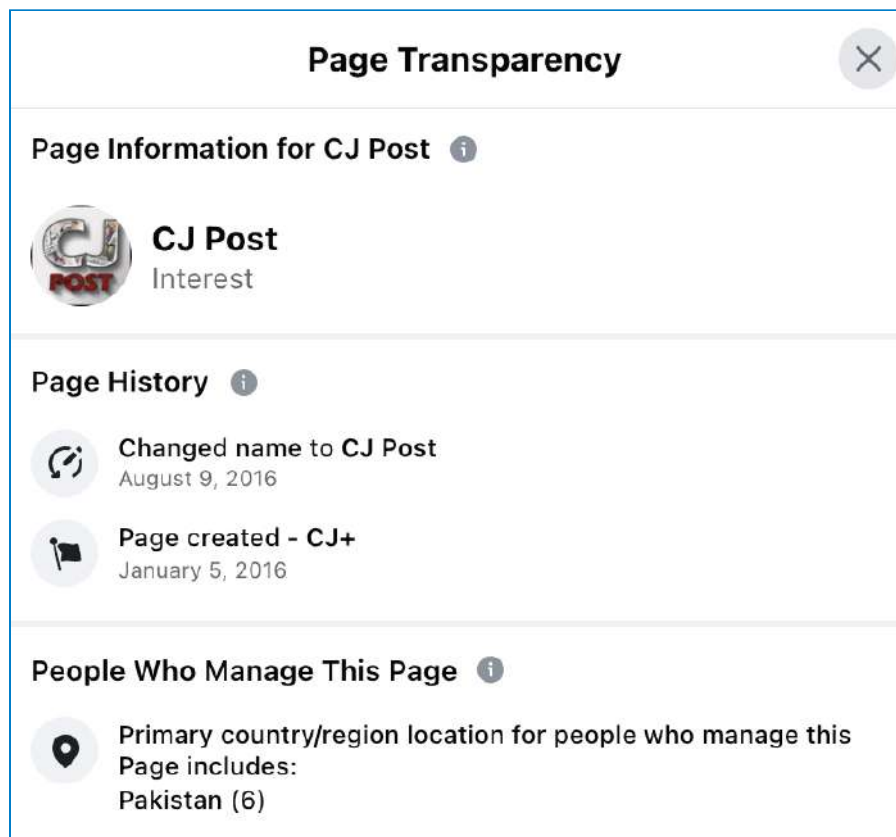 Page Transparency
Page Information for CJ Post
CJ
POST
CJ Post
Interest
Page History
Changed name to CJ Post
August 9, 2016
Page created - CJ+
January 5, 2016
People Who Manage This Page
Primary country/region location for people who manage this
Page includes:
Pakistan (6)